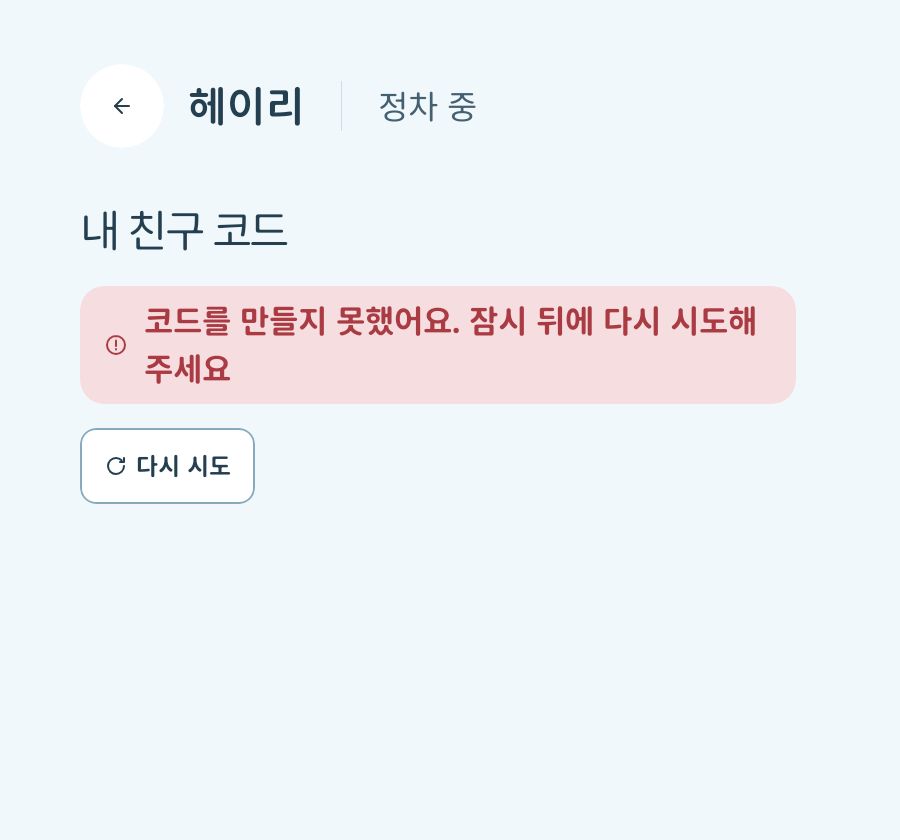 헤이리 정차 중
내 친구 코드
코드를 만들지 못했어요. 잠시 뒤에 다시 시도해
주세요
다시 시도